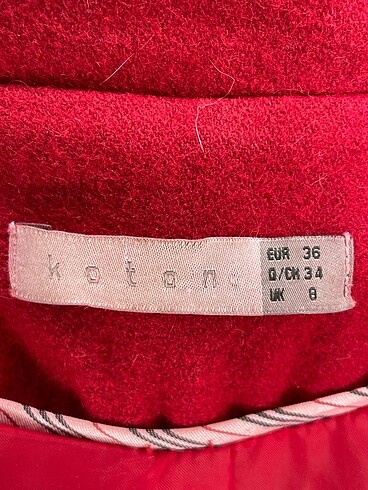 koton
EUR 36
D/CH 34
UK 8